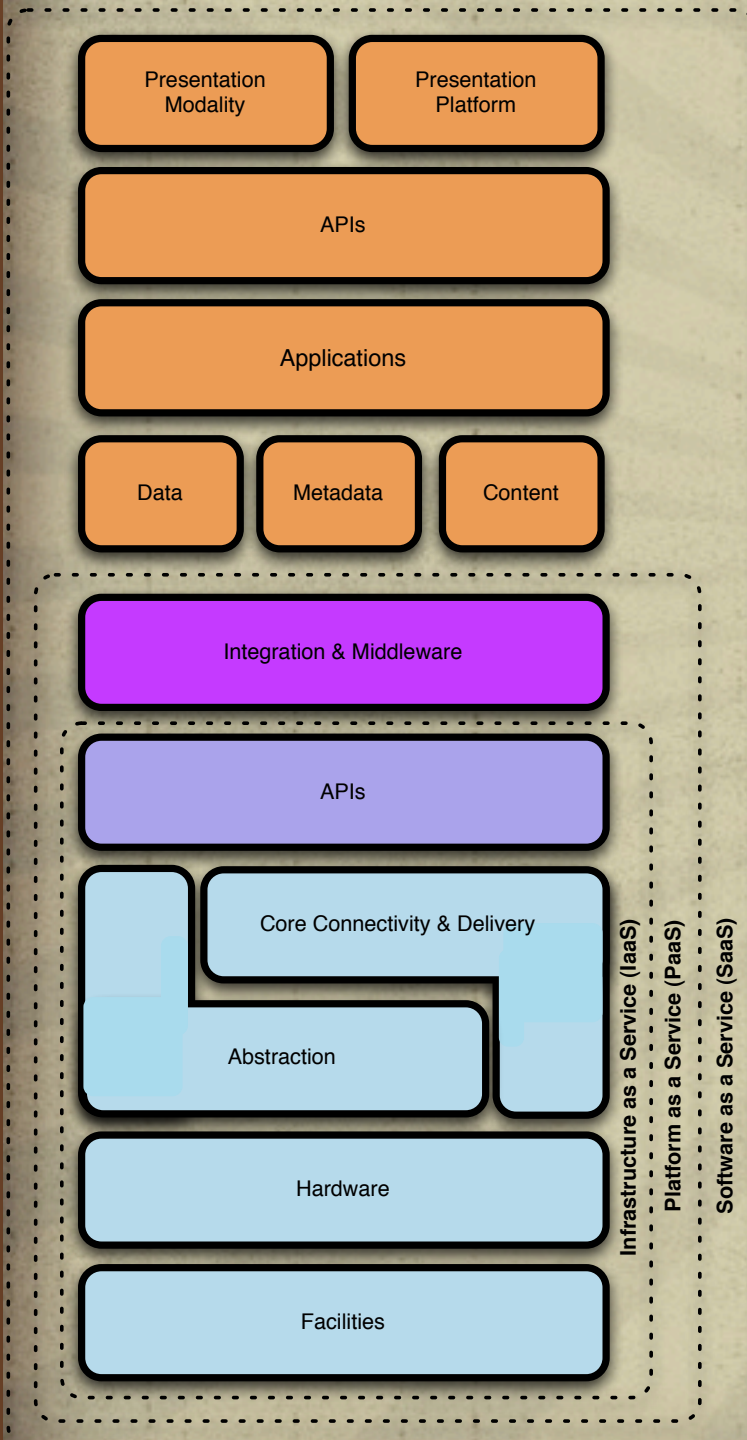 Presentation
Modality
Presentation
Platform
APIs
Applications
Data
Metadata
Content
Integration & Middleware
APIs
Core Connectivity & Delivery
Abstraction
Hardware
Facilities
Infrastructure as a Service (IaaS)
Platform as a Service (PaaS)
Software as a Service (SaaS)